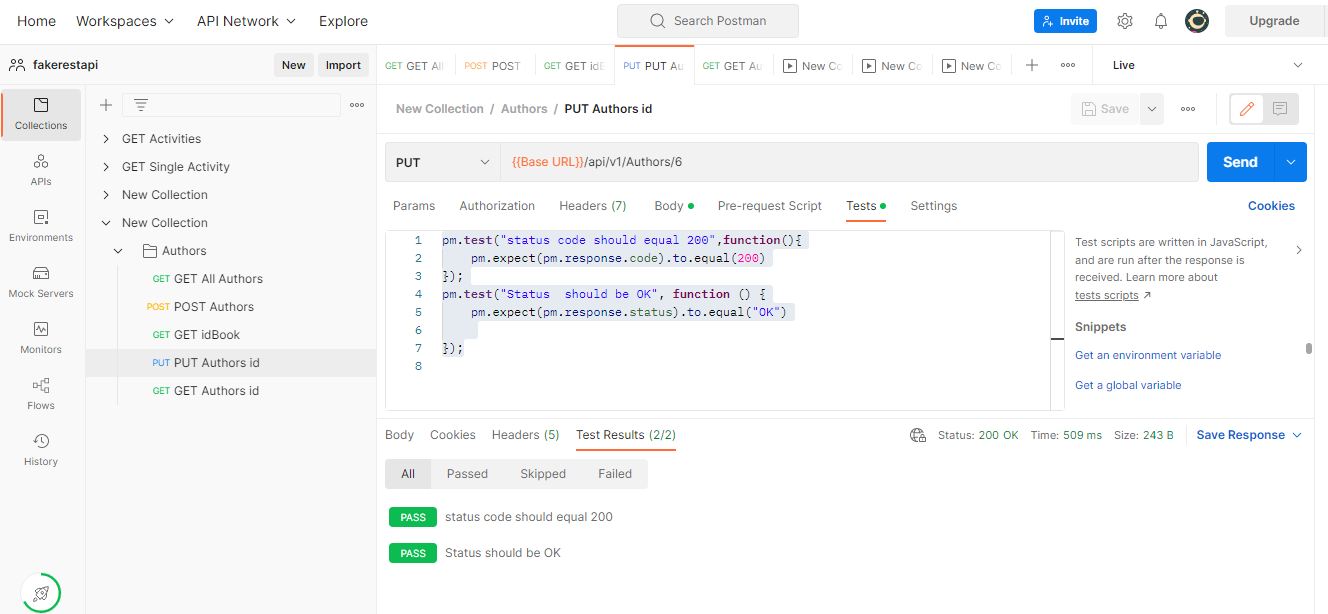 Home Workspaces API Network Explore Search Postman Invite Upgrade
fakerestapi New Import GET GET All POST POST GET GET idB PUT PUT Au GET GET Au New Co New Co New Co Live
Collections
APIs
Environments
Mock Servers
Monitors
Flows
History
GET Activities
GET Single Activity
New Collection
New Collection
Authors
GET GET All Authors
POST POST Authors
GET GET idBook
PUT PUT Authors id
GET GET Authors id
New Collection / Authors / PUT Authors id Save
PUT {{Base URL}}/api/v1/Authors/6 Send
Params Authorization Headers (7) Body Pre-request Script Tests Settings Cookies
1 pm.test("status code should equal 200",function(){
2 pm.expect(pm.response.code).to.equal(200)
3 });
4 pm.test("Status  should be OK", function () {
5 pm.expect(pm.response.status).to.equal("OK")
6
7 });
8
Test scripts are written in JavaScript,
and are run after the response is
received. Learn more about
tests scripts
Snippets
Get an environment variable
Get a global variable
Body Cookies Headers (5) Test Results (2/2) Status: 200 OK Time: 509 ms Size: 243 B Save Response
All Passed Skipped Failed
PASS status code should equal 200
PASS Status should be OK